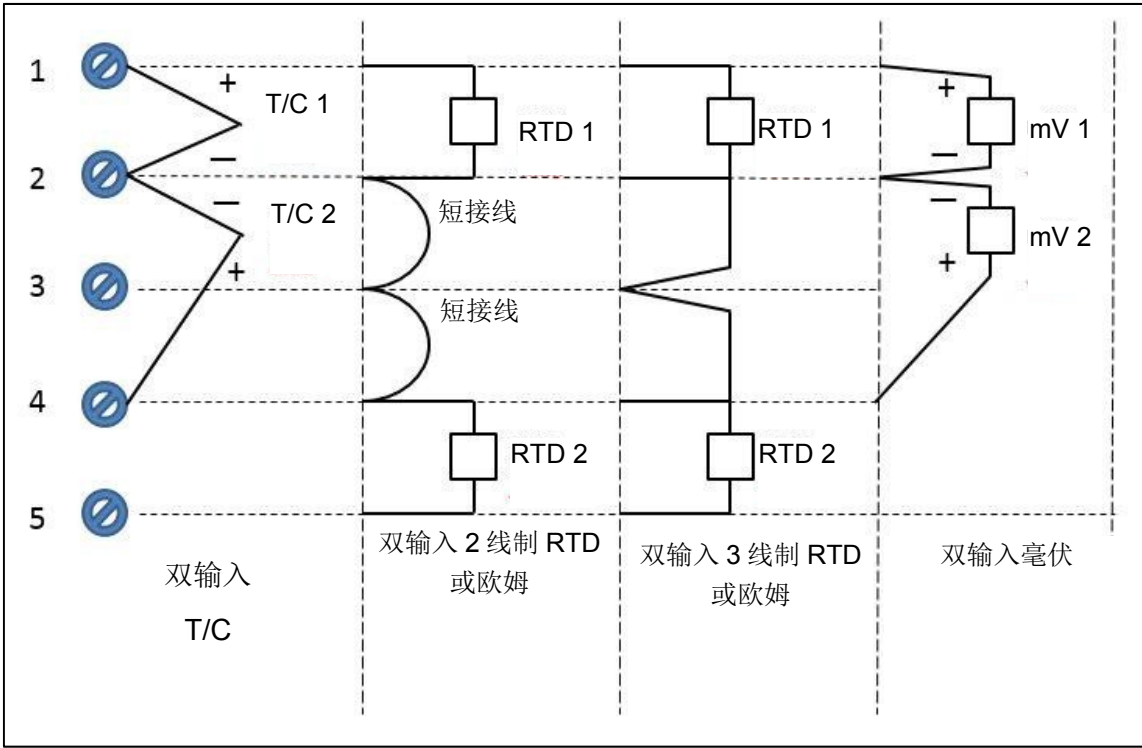 1
+
T/C 1
RTD 1
RTD 1
+
mV 1
—
—
2
—
T/C 2
短接线
—
mV 2
+
+
3
短接线
4
RTD 2
RTD 2
5
双输入
T/C
双输入 2 线制 RTD
或欧姆
双输入 3 线制 RTD
或欧姆
双输入毫伏